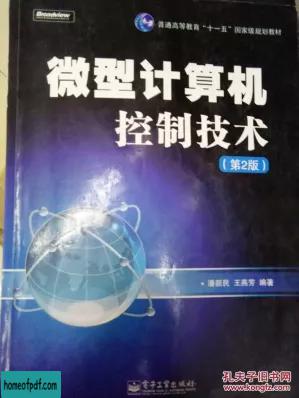 Broadview
普通高等教育"十一五"国家级规划教材
微型计算机
控制技术
（第2版）
潘新民 王燕芳 编著
电子工业出版社
孔夫子旧书网
homeofpdf.com